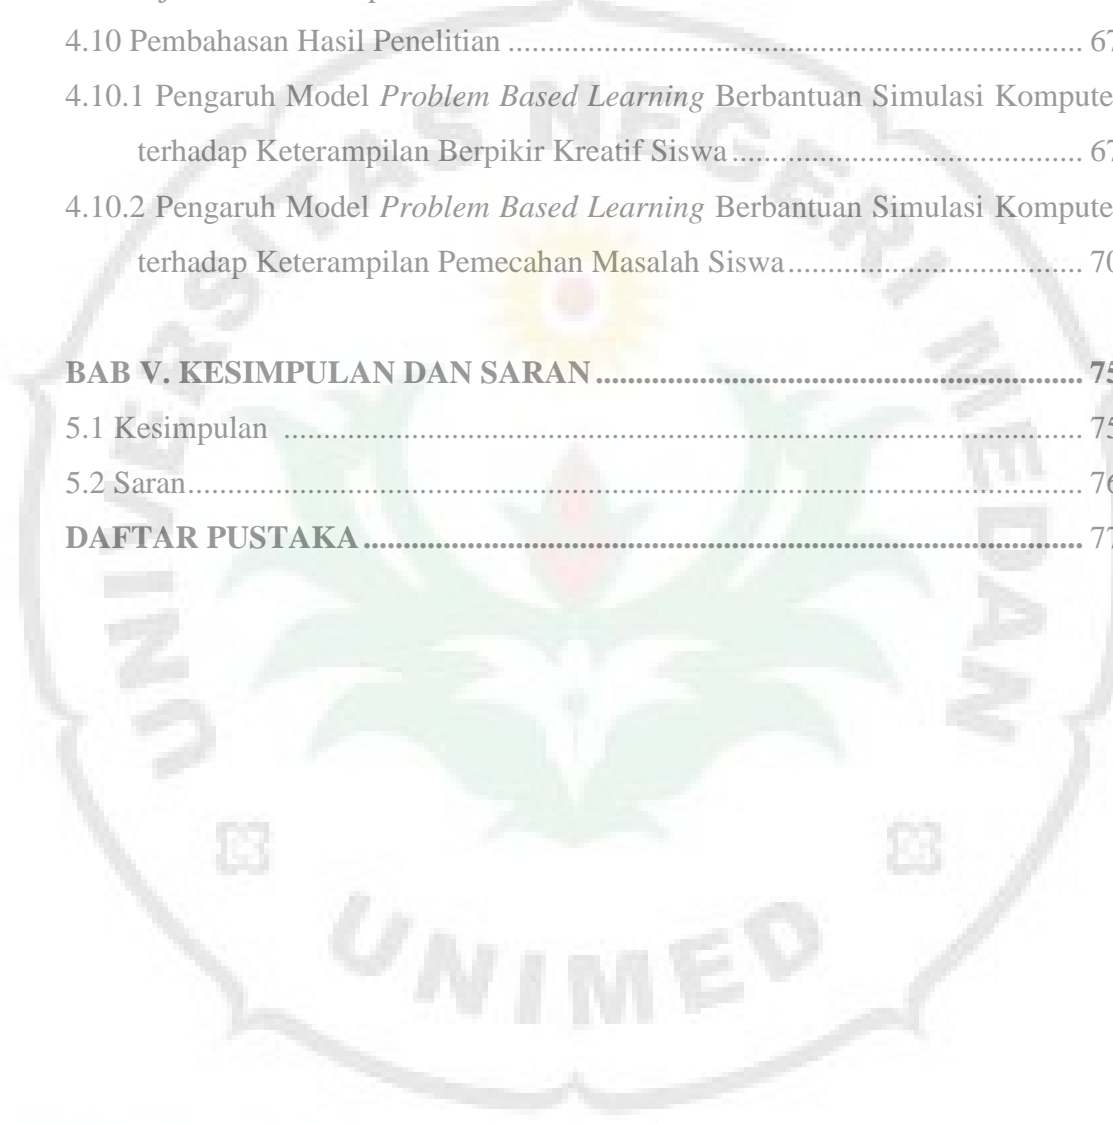 4.10 Pembahasan Hasil Penelitian ........................................................................ 67
4.10.1 Pengaruh Model Problem Based Learning Berbantuan Simulasi Kompute
terhadap Keterampilan Berpikir Kreatif Siswa ............................................ 67
4.10.2 Pengaruh Model Problem Based Learning Berbantuan Simulasi Kompute
terhadap Keterampilan Pemecahan Masalah Siswa ..................................... 70
BAB V. KESIMPULAN DAN SARAN ............................................................. 75
5.1 Kesimpulan .................................................................................................... 75
5.2 Saran................................................................................................................ 76
DAFTAR PUSTAKA .......................................................................................... 77
UNIVERSITAS NEGERI MEDAN
UNIMED